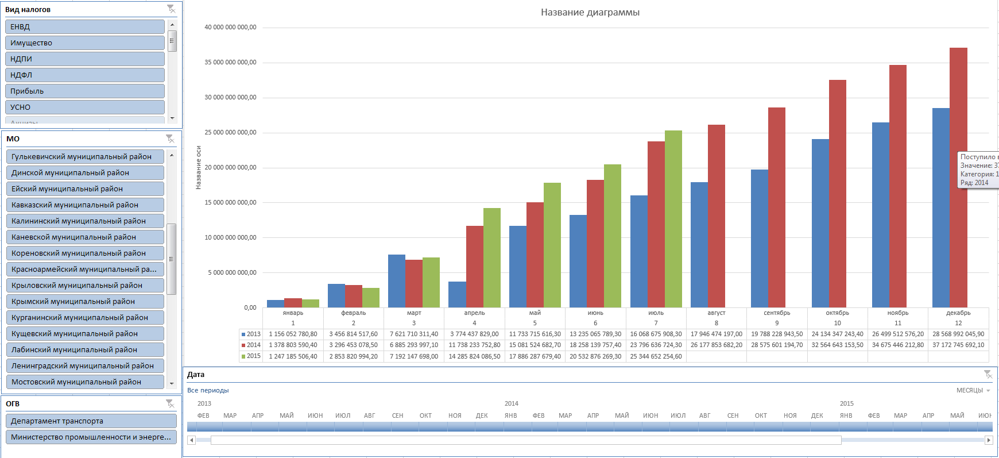 Вид налогов
ЕНВД
Имущество
НДПИ
НДФЛ
Прибыль
УСНО
Акцизы
МО
Гулькевичский муниципальный район
Динской муниципальный район
Ейский муниципальный район
Кавказский муниципальный район
Калининский муниципальный район
Каневской муниципальный район
Кореновский муниципальный район
Красноармейский муниципальный ра...
Крыловский муниципальный район
Крымский муниципальный район
Курганинский муниципальный район
Кущевский муниципальный район
Лабинский муниципальный район
Ленинградский муниципальный район
Мостовский муниципальный район
ОГВ
Департамент транспорта
Министерство промышленности и энерге...
Название диаграммы
Название оси
40 000 000 000,00
35 000 000 000,00
30 000 000 000,00
25 000 000 000,00
20 000 000 000,00
15 000 000 000,00
10 000 000 000,00
5 000 000 000,00
0,00
Поступило в
Значение: 37
Категория: 1
Ряд: 2014
январь февраль март апрель май июнь июль август сентябрь октябрь ноябрь декабрь
1 2 3 4 5 6 7 8 9 10 11 12
2013 1 156 052 780,80 3 456 814 517,60 7 621 710 311,40 3 774 437 829,00 11 733 715 616,30 13 235 065 789,30 16 068 675 908,30 17 946 474 197,00 19 788 228 943,50 24 134 347 243,40 26 499 512 576,20 28 568 992 045,90
2014 1 378 803 590,40 3 296 453 078,50 6 885 293 997,10 11 738 233 752,80 15 081 524 682,70 18 258 139 757,40 23 796 636 724,30 26 177 853 682,20 28 575 601 194,70 32 564 643 153,50 34 675 446 212,80 37 172 745 692,10
2015 1 247 185 506,40 2 853 820 994,20 7 192 147 698,00 14 285 824 086,50 17 886 287 679,40 20 532 876 269,30 25 344 652 254,60
Дата
Все периоды МЕСЯЦЫ
2013 2014 2015
ФЕВ МАР АПР МАЙ ИЮН ИЮЛ АВГ СЕН ОКТ НОЯ ДЕК ЯНВ ФЕВ МАР АПР МАЙ ИЮН ИЮЛ АВГ СЕН ОКТ НОЯ ДЕК ЯНВ ФЕВ МАР АПР МАЙ ИЮН